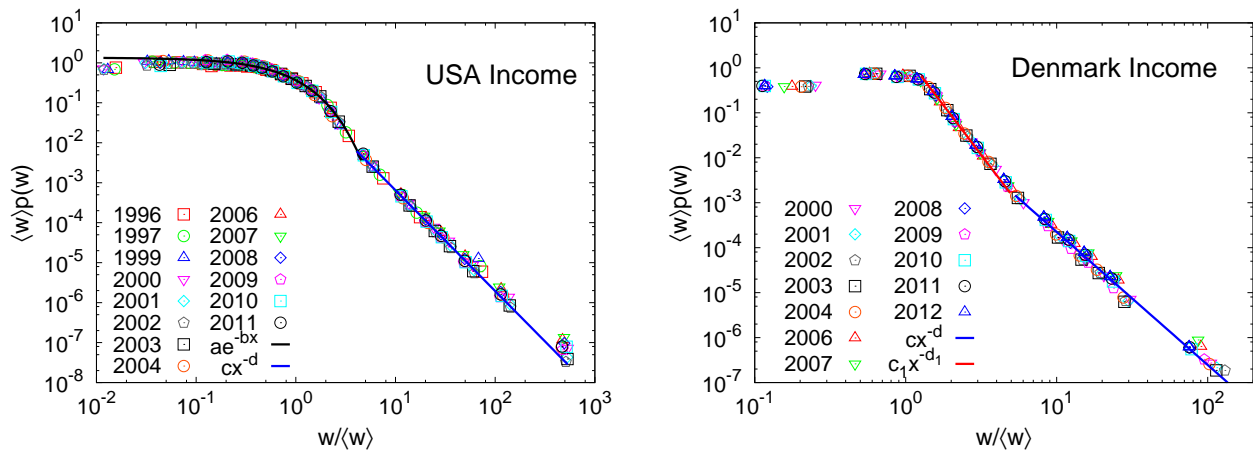 10^1
10^0
10^-1
10^-2
10^-3
10^-4
10^-5
10^-6
10^-7
10^-8
⟨w⟩p(w)
USA Income
1996 2006
1997 2007
1999 2008
2000 2009
2001 2010
2002 2011
2003 ae^-bx
2004 cx^-d
10^-2 10^-1 10^0 10^1 10^2 10^3
w/⟨w⟩
10^1
10^0
10^-1
10^-2
10^-3
10^-4
10^-5
10^-6
10^-7
⟨w⟩p(w)
Denmark Income
2000 2008
2001 2009
2002 2010
2003 2011
2004 2012
2006 cx^-d
2007 c₁x^-d₁
10^-1 10^0 10^1 10^2
w/⟨w⟩